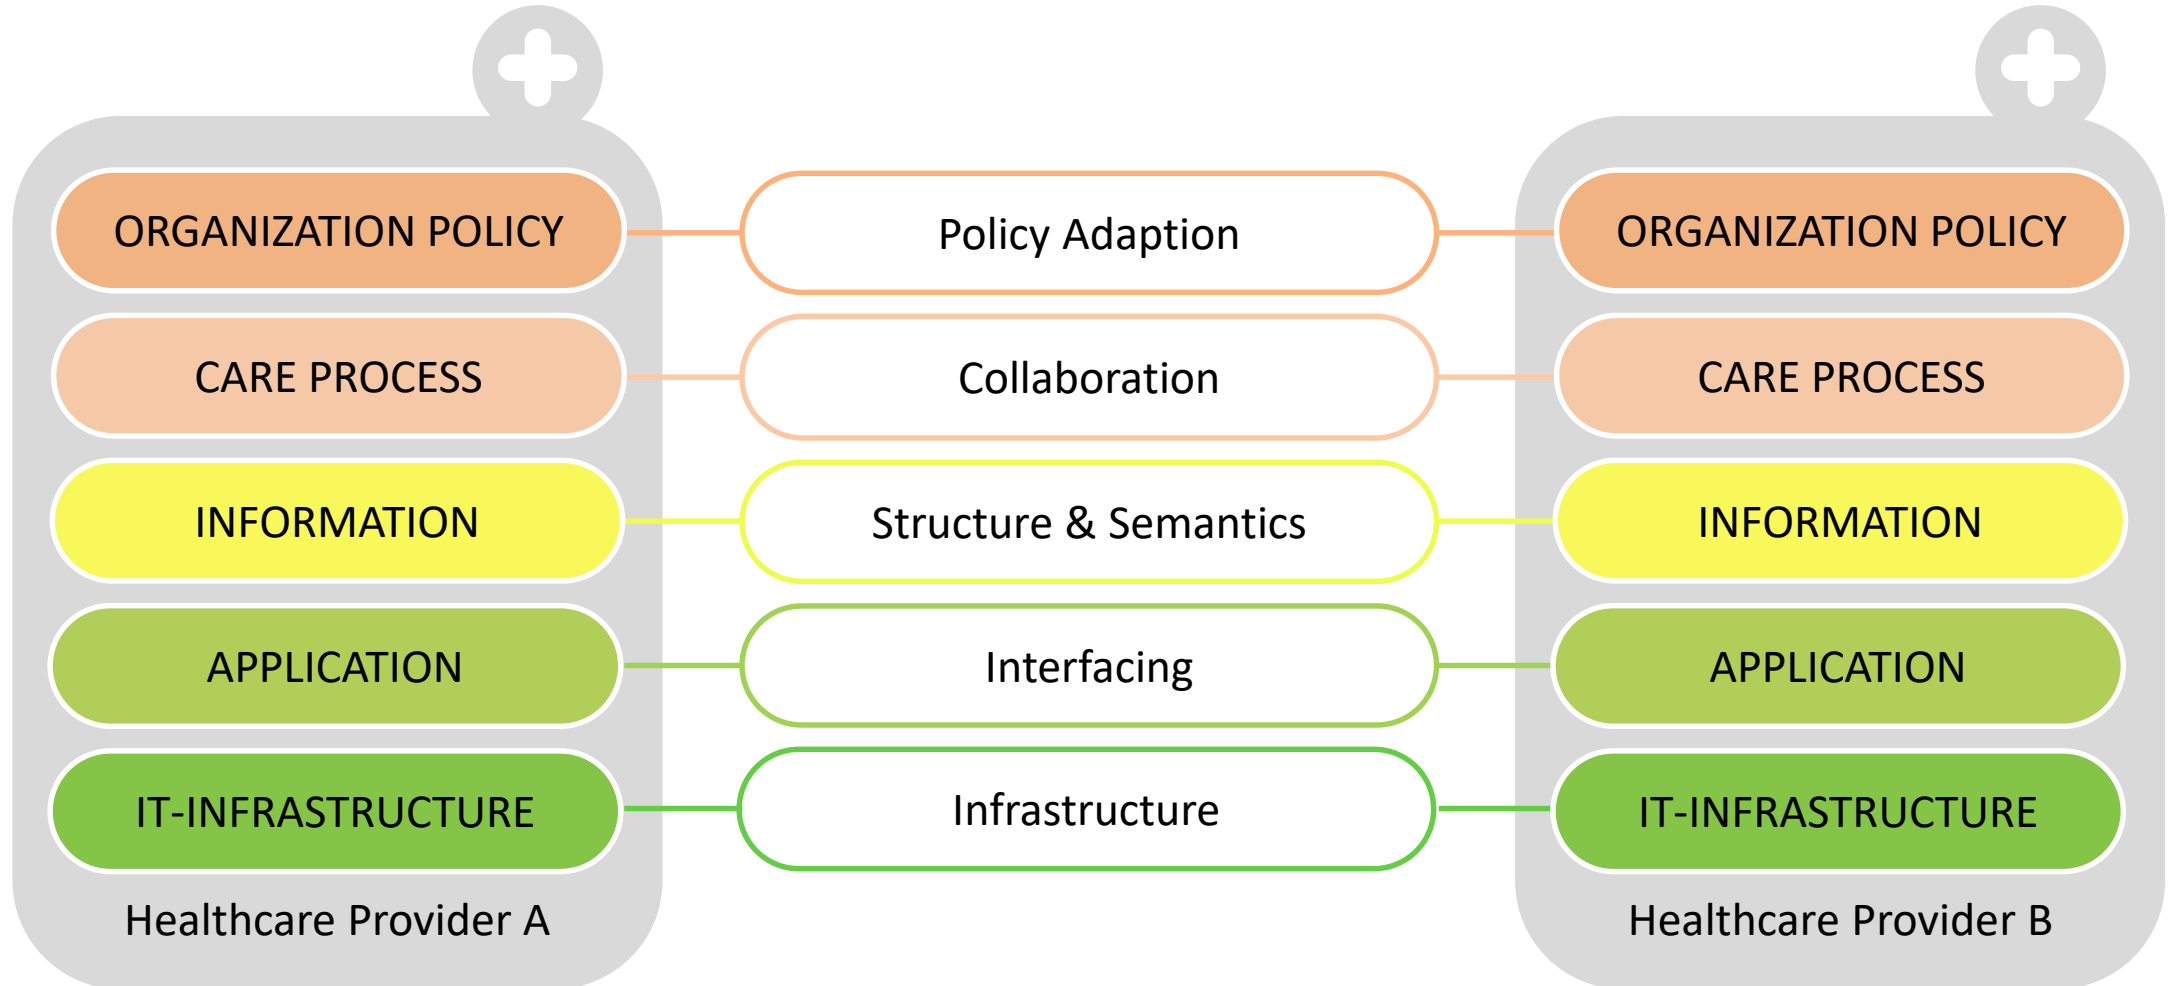 ORGANIZATION POLICY
Policy Adaption
ORGANIZATION POLICY
CARE PROCESS
Collaboration
CARE PROCESS
INFORMATION
Structure & Semantics
INFORMATION
APPLICATION
Interfacing
APPLICATION
IT-INFRASTRUCTURE
Infrastructure
IT-INFRASTRUCTURE
Healthcare Provider A
Healthcare Provider B